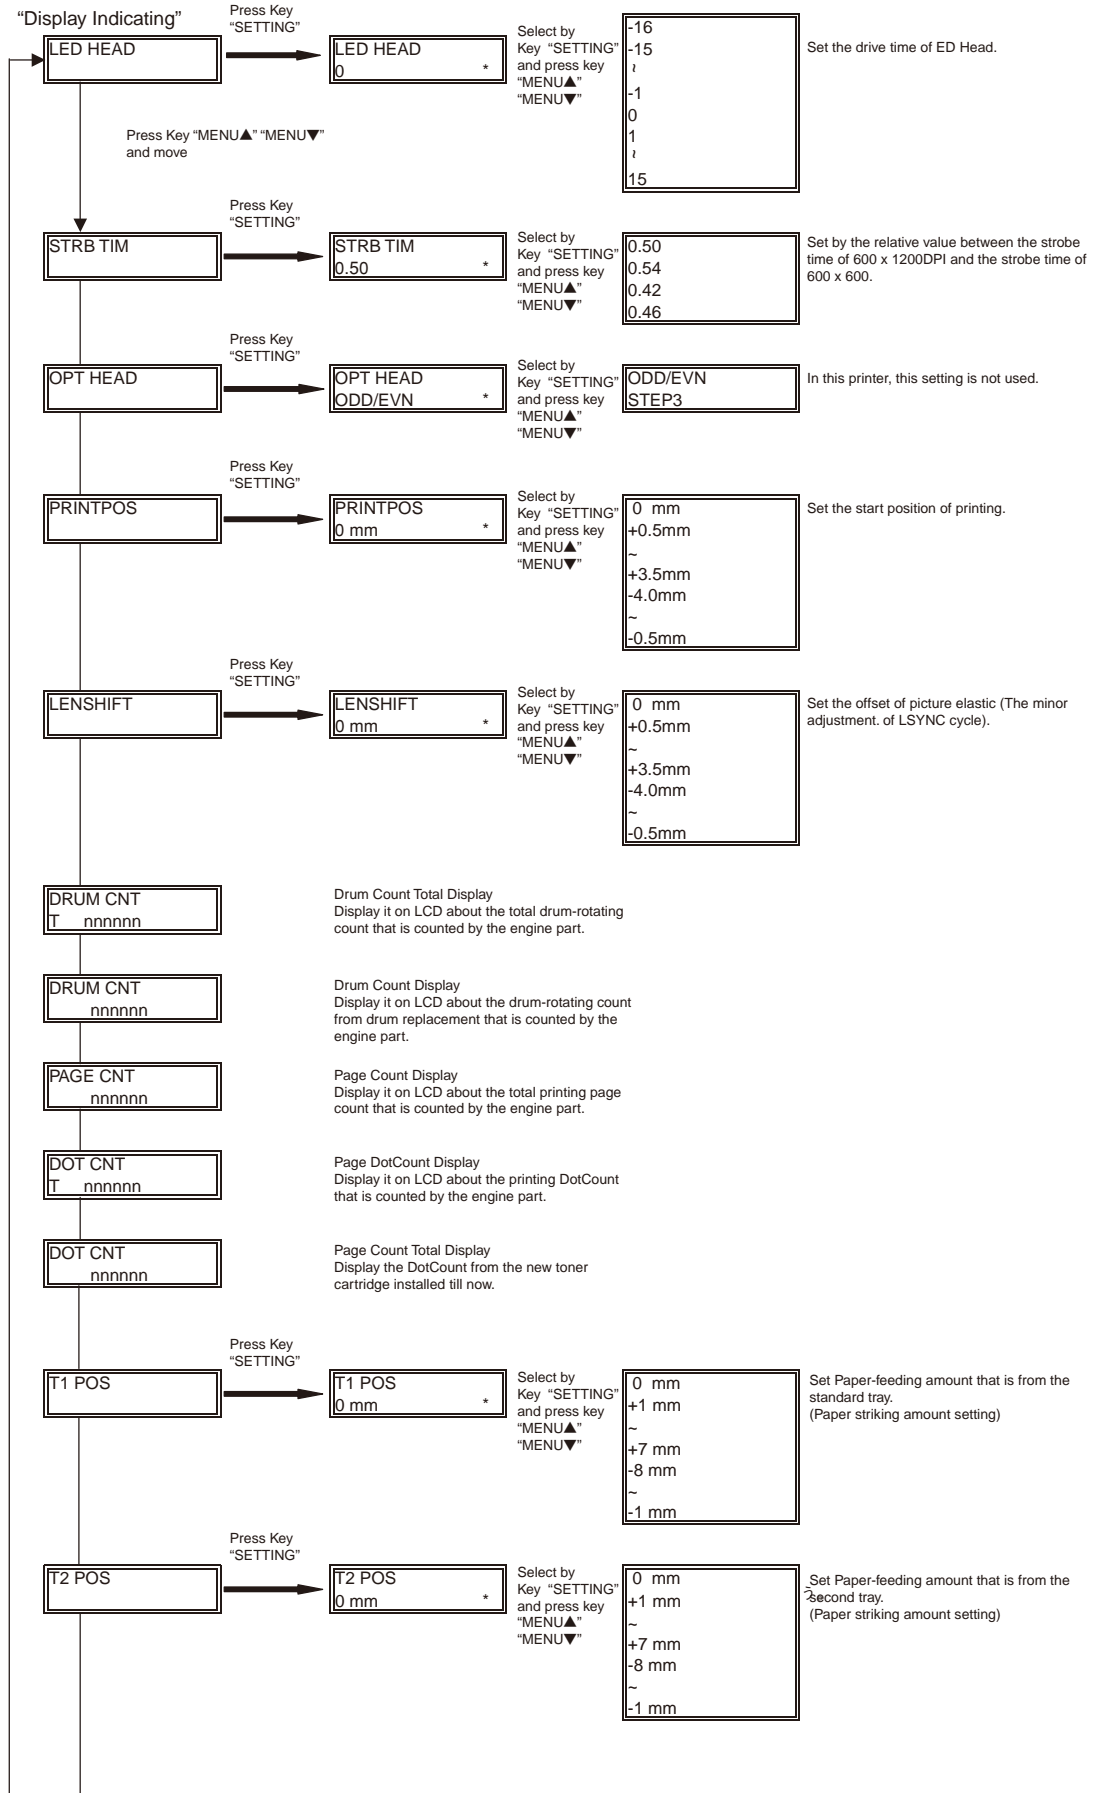 “Display Indicating”
Press Key
“SETTING”
LED HEAD
LED HEAD
0 *
Select by
Key “SETTING”
and press key
“MENU▲”
“MENU▼”
-16
-15
~
-1
0
1
~
15
Set the drive time of ED Head.
Press Key “MENU▲” “MENU▼”
and move
Press Key
“SETTING”
STRB TIM
STRB TIM
0.50 *
Select by
Key “SETTING”
and press key
“MENU▲”
“MENU▼”
0.50
0.54
0.42
0.46
Set by the relative value between the strobe
time of 600 x 1200DPI and the strobe time of
600 x 600.
Press Key
“SETTING”
OPT HEAD
OPT HEAD
ODD/EVN *
Select by
Key “SETTING”
and press key
“MENU▲”
“MENU▼”
ODD/EVN
STEP3
In this printer, this setting is not used.
Press Key
“SETTING”
PRINTPOS
PRINTPOS
0 mm *
Select by
Key “SETTING”
and press key
“MENU▲”
“MENU▼”
0 mm
+0.5mm
~
+3.5mm
-4.0mm
~
-0.5mm
Set the start position of printing.
Press Key
“SETTING”
LENSHIFT
LENSHIFT
0 mm *
Select by
Key “SETTING”
and press key
“MENU▲”
“MENU▼”
0 mm
+0.5mm
~
+3.5mm
-4.0mm
~
-0.5mm
Set the offset of picture elastic (The minor
adjustment. of LSYNC cycle).
DRUM CNT
T nnnnnn
Drum Count Total Display
Display it on LCD about the total drum-rotating
count that is counted by the engine part.
DRUM CNT
nnnnnn
Drum Count Display
Display it on LCD about the drum-rotating count
from drum replacement that is counted by the
engine part.
PAGE CNT
nnnnnn
Page Count Display
Display it on LCD about the total printing page
count that is counted by the engine part.
DOT CNT
T nnnnnn
Page DotCount Display
Display it on LCD about the printing DotCount
that is counted by the engine part.
DOT CNT
nnnnnn
Page Count Total Display
Display the DotCount from the new toner
cartridge installed till now.
Press Key
“SETTING”
T1 POS
T1 POS
0 mm *
Select by
Key “SETTING”
and press key
“MENU▲”
“MENU▼”
0 mm
+1 mm
~
+7 mm
-8 mm
~
-1 mm
Set Paper-feeding amount that is from the
standard tray.
(Paper striking amount setting)
Press Key
“SETTING”
T2 POS
T2 POS
0 mm *
Select by
Key “SETTING”
and press key
“MENU▲”
“MENU▼”
0 mm
+1 mm
~
+7 mm
-8 mm
~
-1 mm
Set Paper-feeding amount that is from the
second tray.
(Paper striking amount setting)